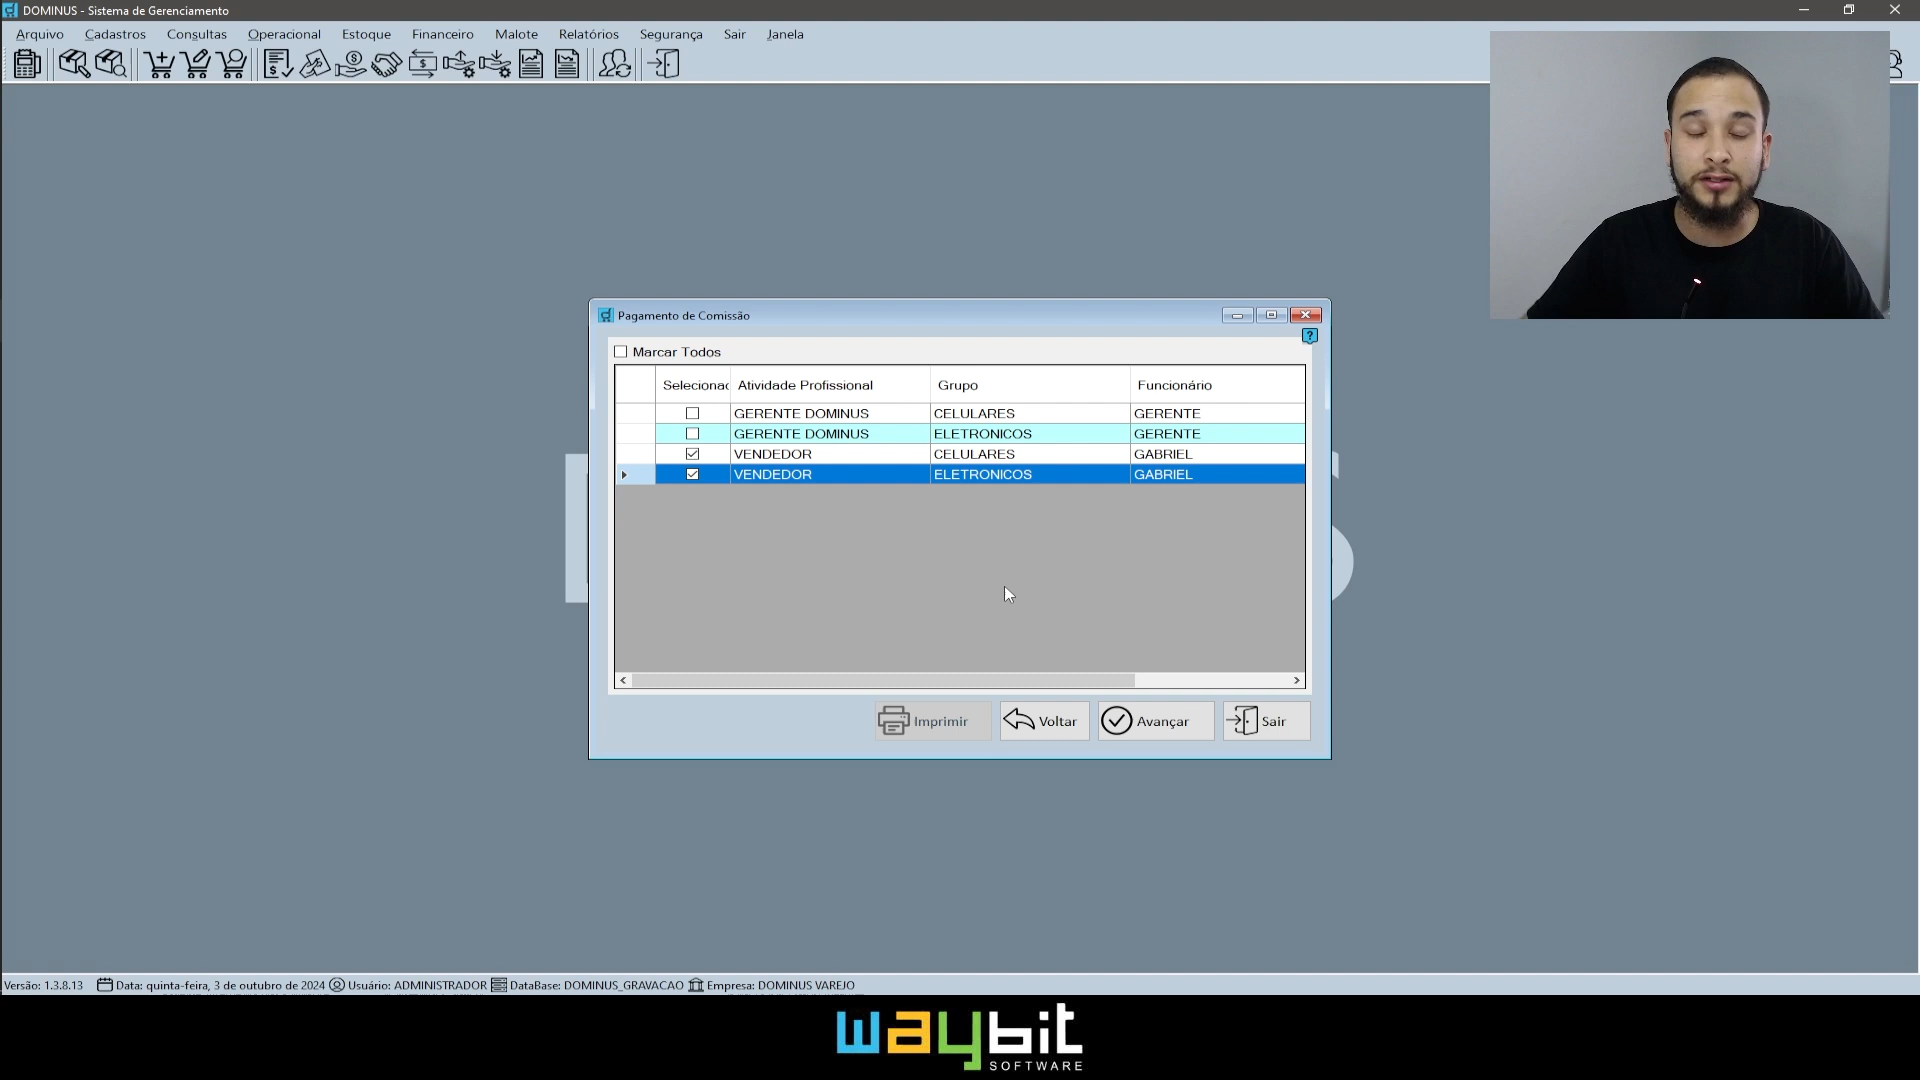 DOMINUS - Sistema de Gerenciamento
Arquivo Cadastros Consultas Operacional Estoque Financeiro Malote Relatórios Segurança Sair Janela
Pagamento de Comissão
?
Marcar Todos
Selecionac Atividade Profissional Grupo Funcionário
GERENTE DOMINUS CELULARES GERENTE
GERENTE DOMINUS ELETRONICOS GERENTE
VENDEDOR CELULARES GABRIEL
VENDEDOR ELETRONICOS GABRIEL
Imprimir Voltar Avançar Sair
Versão: 1.3.8.13 Data: quinta-feira, 3 de outubro de 2024 Usuário: ADMINISTRADOR DataBase: DOMINUS_GRAVACAO Empresa: DOMINUS VAREJO
waybit
SOFTWARE